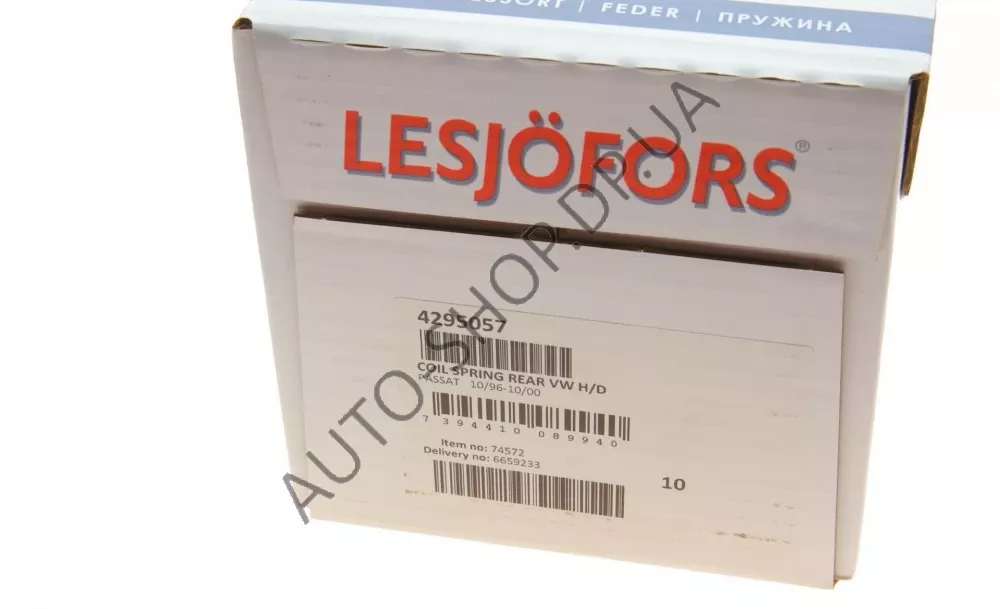 FEDER | ПРУЖИНА
LESJÖFORS®
4295057
COIL SPRING REAR VW H/D
PASSAT 10/96-10/00
7 394410 089940
Item no: 74572
Delivery no: 6659233
10
AUTO-SHOP.DP.UA